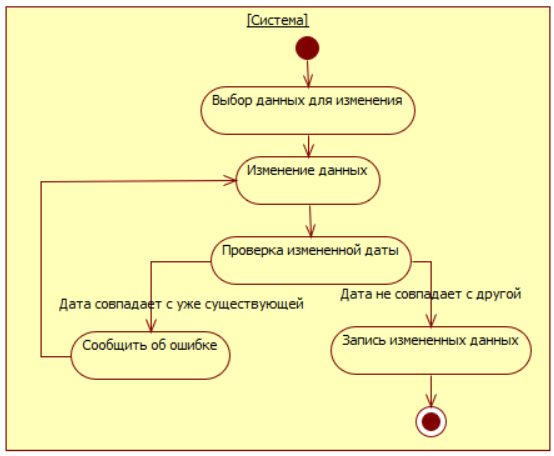 [Система]
Выбор данных для изменения
Изменение данных
Проверка измененной даты
Дата совпадает с уже существующей
Дата не совпадает с другой
Сообщить об ошибке
Запись измененных данных